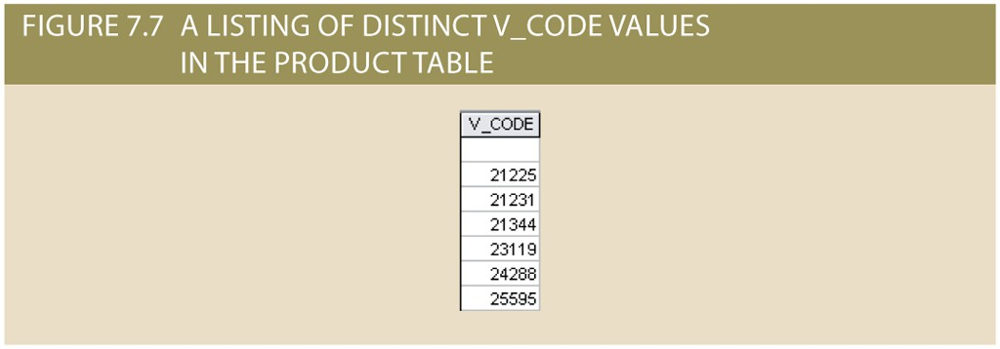 FIGURE 7.7 A LISTING OF DISTINCT V_CODE VALUES
IN THE PRODUCT TABLE
V_CODE
21225
21231
21344
23119
24288
25595